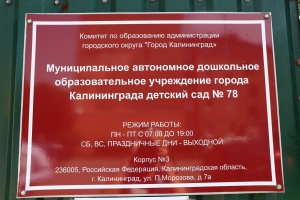 Комитет по образованию администрации
городского округа "Город Калининград"
Муниципальное автономное дошкольное
образовательное учреждение города
Калининграда детский сад № 78
РЕЖИМ РАБОТЫ:
ПН - ПТ С 07.00 ДО 19:00
СБ, ВС, ПРАЗДНИЧНЫЕ ДНИ - ВЫХОДНОЙ
Корпус №3
236005, Российская Федерация, Калининградская область,
г. Калининград, ул. П.Морозова, д.7а